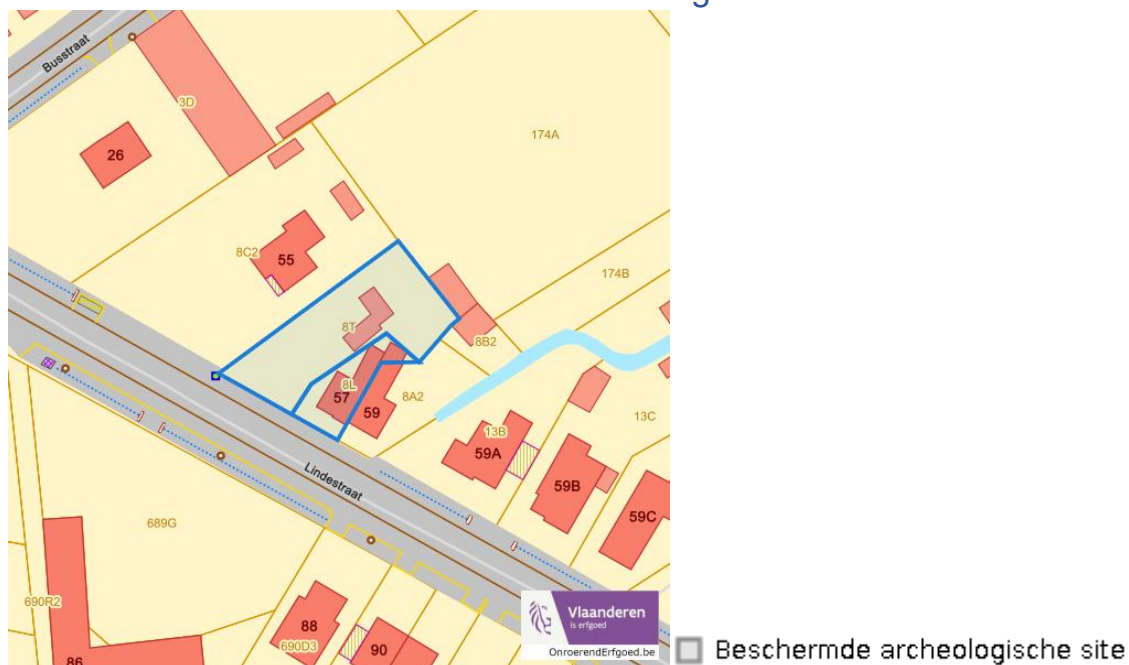 g
Busstraat
3D
26
174A
8C2
55
174B
8T
8B2
8L
57
59
8A2
13C
13B
59A
59B
59C
Lindestraat
689G
690R2
88
690D3
90
86
Vlaanderen
is erfgoed
OnroerendErfgoed.be
Beschermde archeologische site